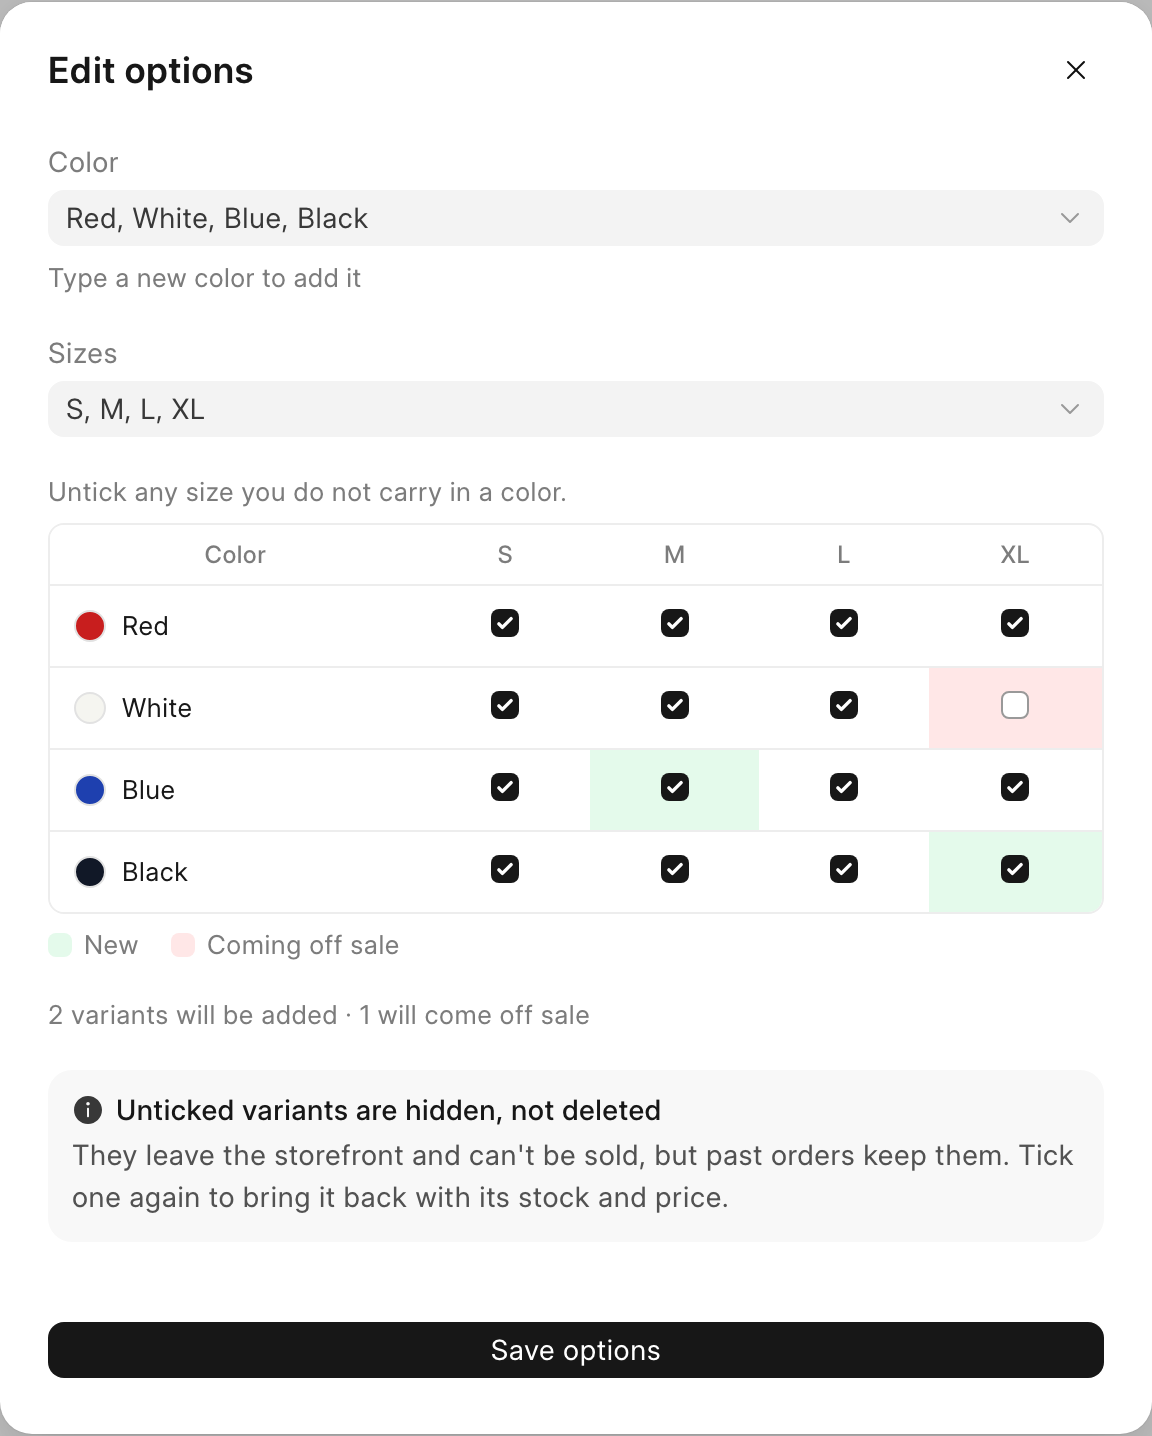 Edit options
Color
Red, White, Blue, Black
Type a new color to add it
Sizes
S, M, L, XL
Untick any size you do not carry in a color.
Color S M L XL
Red
White
Blue
Black
New Coming off sale
2 variants will be added · 1 will come off sale
Unticked variants are hidden, not deleted
They leave the storefront and can't be sold, but past orders keep them. Tick
one again to bring it back with its stock and price.
Save options